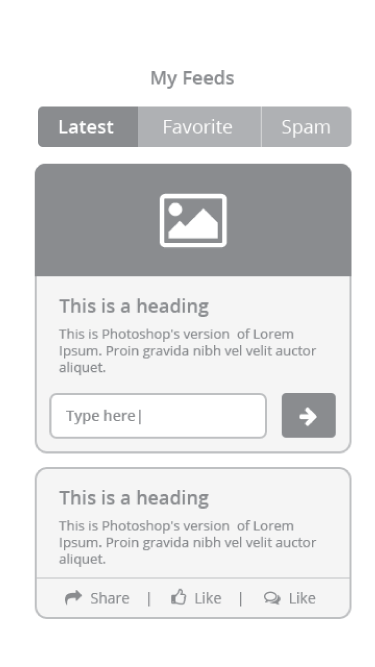 My Feeds
Latest Favorite Spam
This is a heading
This is Photoshop's version of Lorem
Ipsum. Proin gravida nibh vel velit auctor
aliquet.
Type here|
This is a heading
This is Photoshop's version of Lorem
Ipsum. Proin gravida nibh vel velit auctor
aliquet.
Share | Like | Like